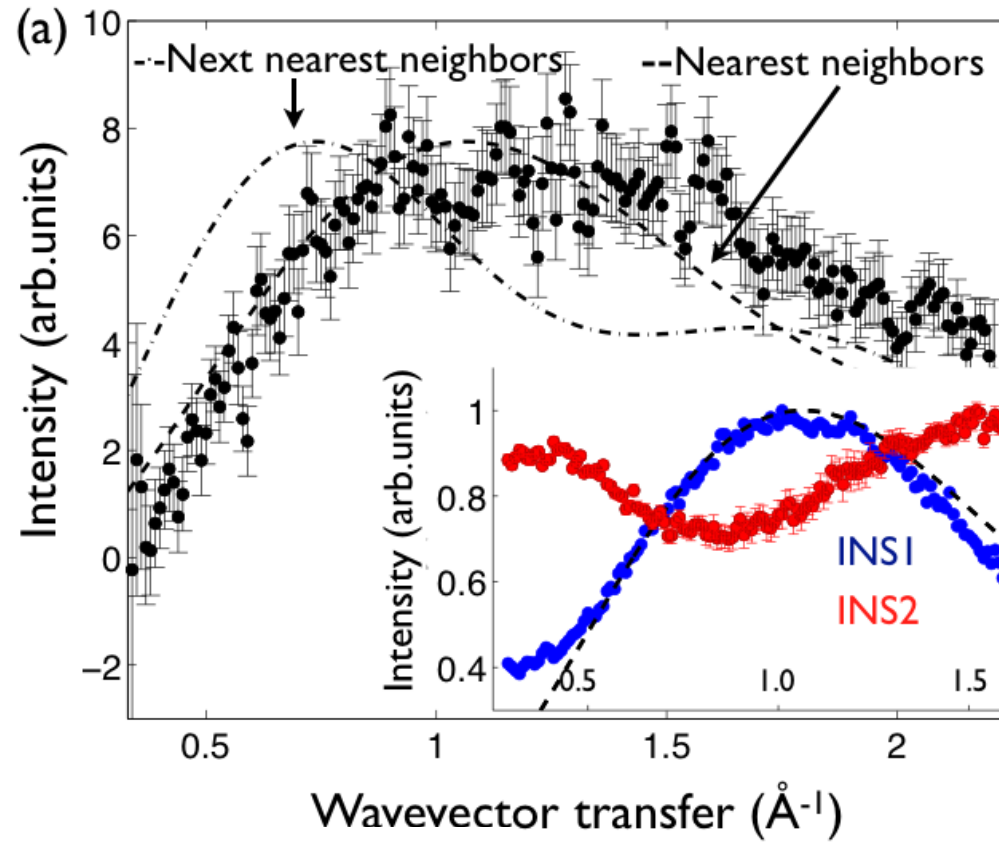 (a)
10
-·-Next nearest neighbors
--Nearest neighbors
8
6
4
2
0
−2
Intensity (arb.units)
0.5
1
1.5
2
Wavevector transfer (Å-1)
1
0.8
0.6
0.4
Intensity (arb.units)
INS1
INS2
0.5
1.0
1.5